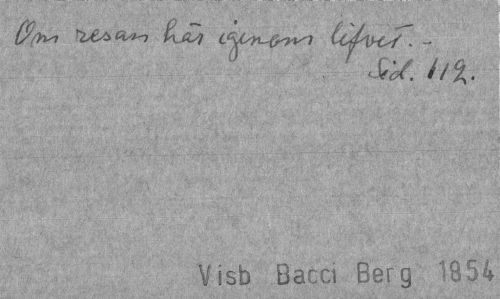 Om resan här igenom lifvet. -
Sid. 112.
Visb Bacci Berg 1854